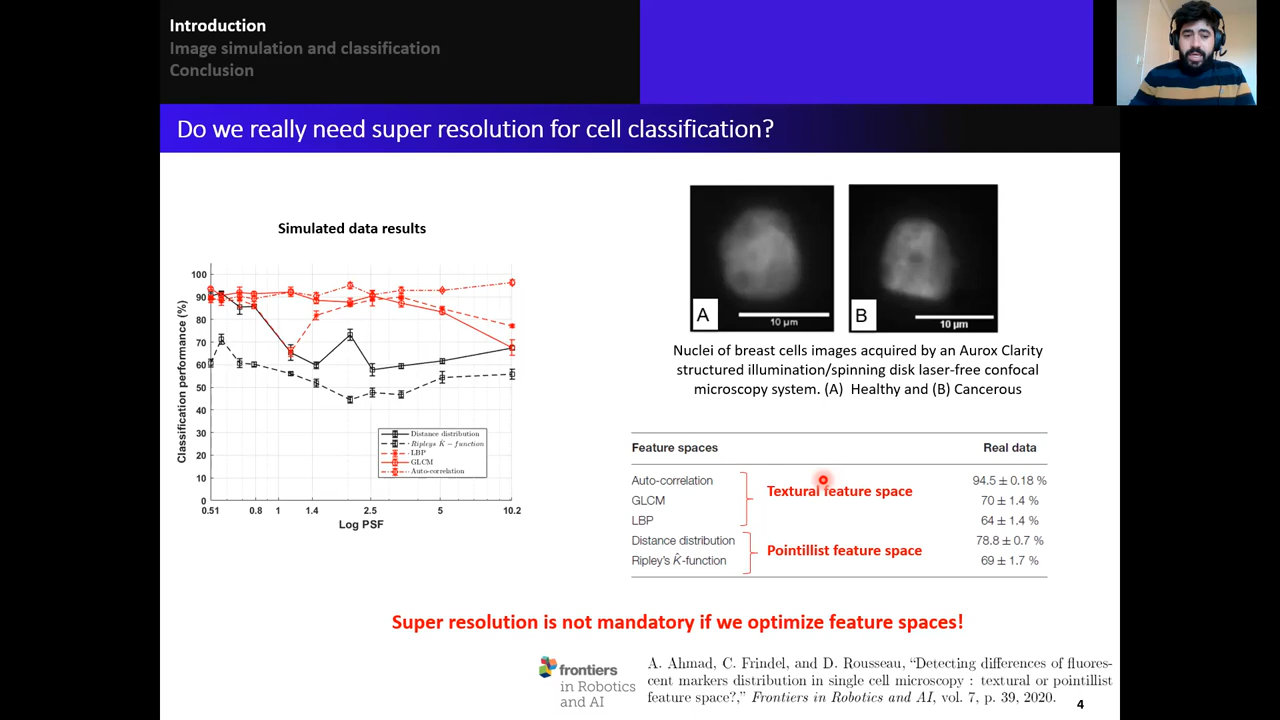 Introduction
Image simulation and classification
Conclusion
Do we really need super resolution for cell classification?
Simulated data results
Classification performance (%)
100
90
80
70
60
50
40
30
20
10
0
0.51
0.8
1
1.4
2.5
5
10.2
Log PSF
Distance distribution
Ripleys K̂ − function
LBP
GLCM
Auto-correlation
A
10 µm
B
10 µm
Nuclei of breast cells images acquired by an Aurox Clarity
structured illumination/spinning disk laser-free confocal
microscopy system. (A) Healthy and (B) Cancerous
Feature spaces Real data
Auto-correlation 94.5 ± 0.18 %
Textural feature space
GLCM 70 ± 1.4 %
LBP 64 ± 1.4 %
Distance distribution 78.8 ± 0.7 %
Pointillist feature space
Ripley's K̂-function 69 ± 1.7 %
Super resolution is not mandatory if we optimize feature spaces!
frontiers
in Robotics
and AI
A. Ahmad, C. Frindel, and D. Rousseau, “Detecting differences of fluores-
cent markers distribution in single cell microscopy : textural or pointillist
feature space?,” Frontiers in Robotics and AI, vol. 7, p. 39, 2020.
4